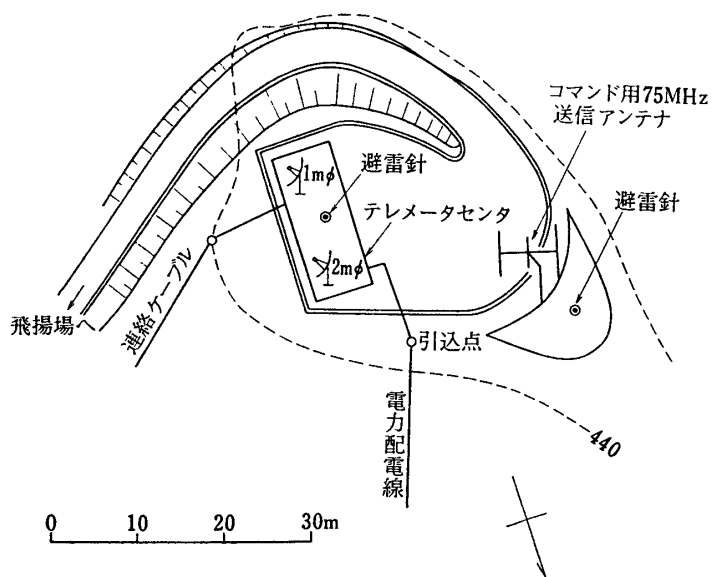 コマンド用75MHz
送信アンテナ
1mφ
避雷針
避雷針
テレメータセンタ
2mφ
連絡ケーブル
飛揚場へ
引込点
電力配電線
440
0 10 20 30m